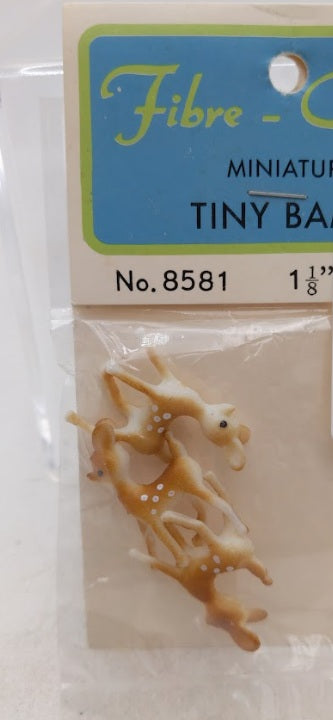 Fibre -
MINIATUR
TINY BA
No. 8581 1 1/8"